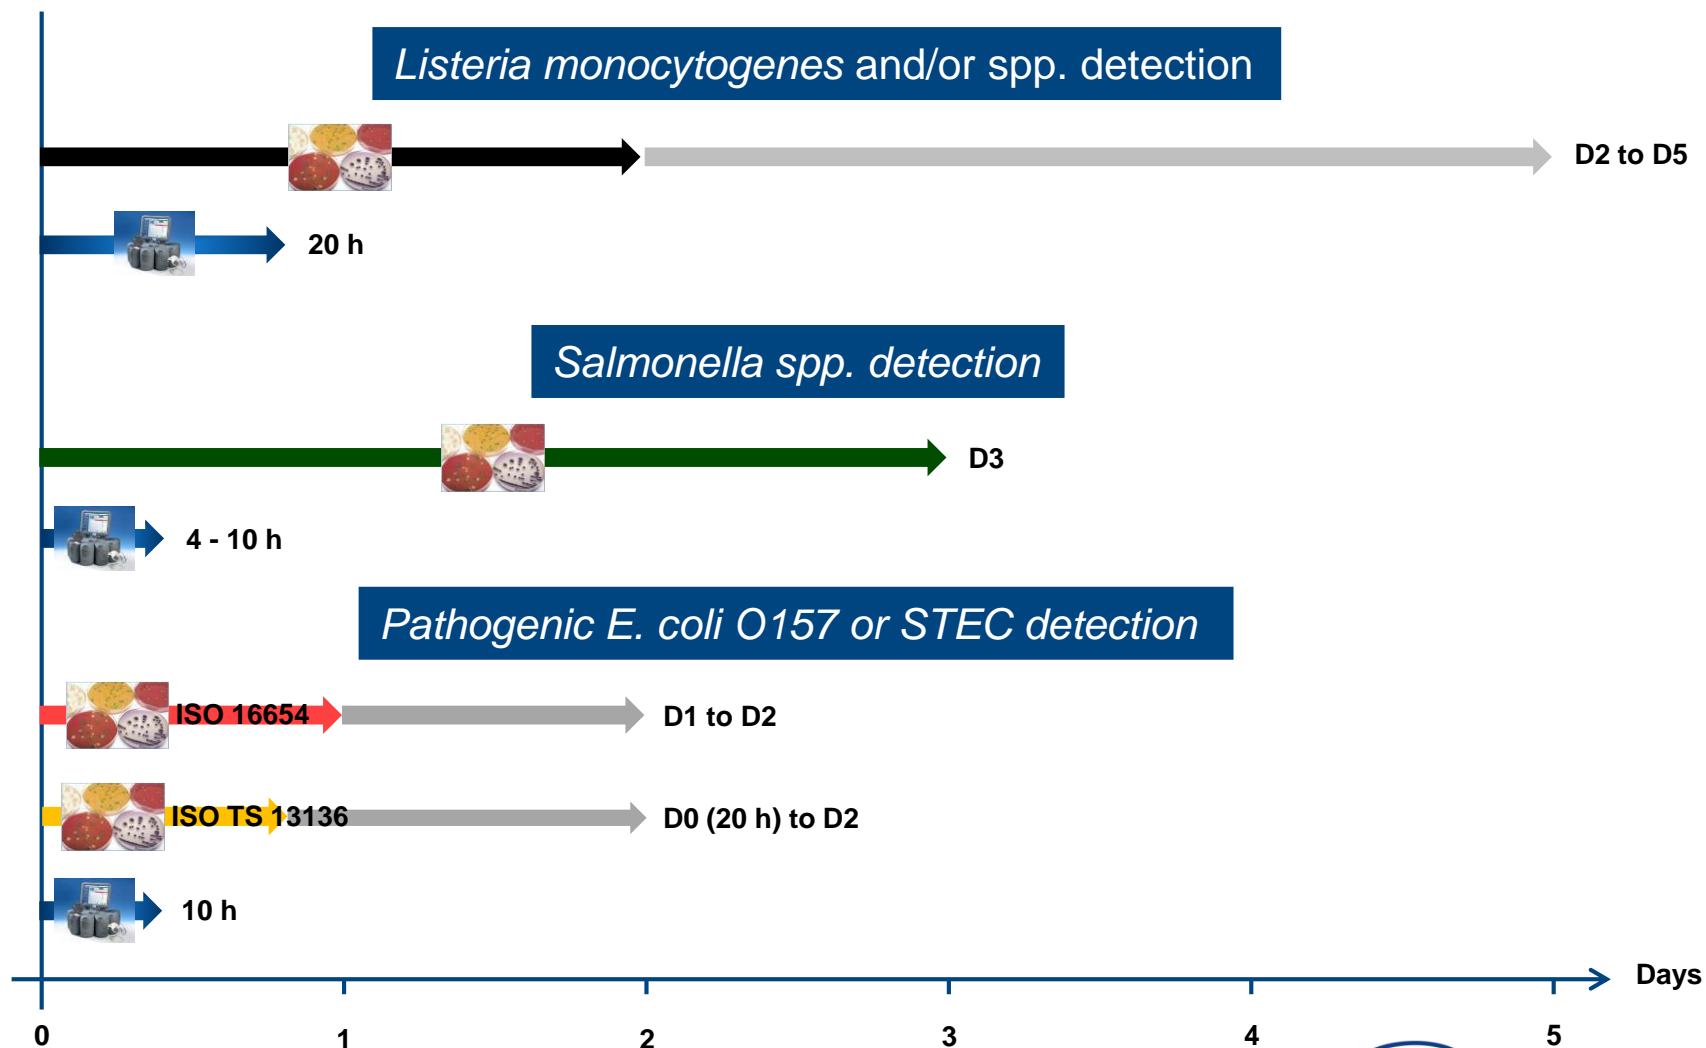 Listeria monocytogenes and/or spp. detection
D2 to D5
20 h
Salmonella spp. detection
D3
4 - 10 h
Pathogenic E. coli O157 or STEC detection
ISO 16654
D1 to D2
ISO TS 13136
D0 (20 h) to D2
10 h
Days
0 1 2 3 4 5